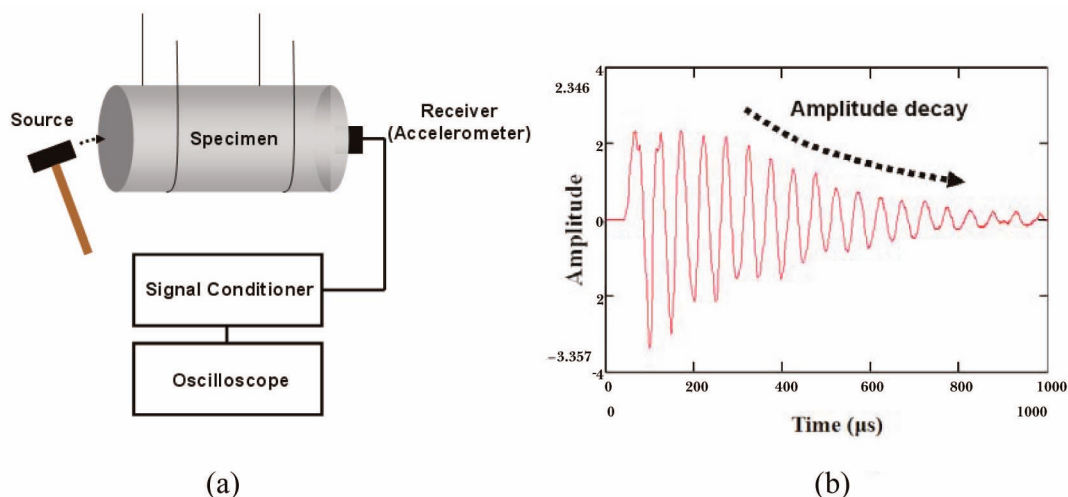 Source
Specimen
Receiver
(Accelerometer)
Signal Conditioner
Oscilloscope
(a)
4
2.346
2
0
2
−3.357
-4
Amplitude
Amplitude decay
0 200 400 600 800 1000
0 1000
Time (μs)
(b)